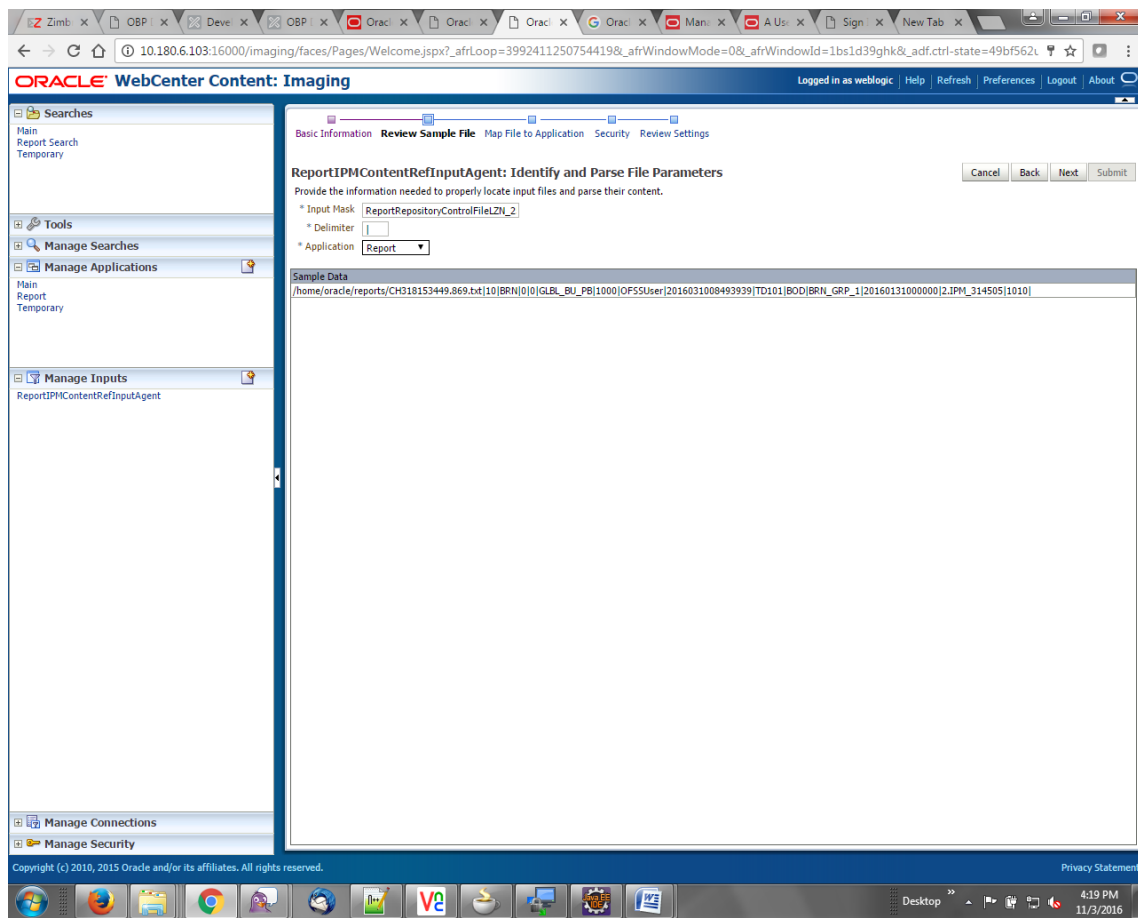 Zimb
OBP
Devel
OBP
Oracl
Oracl
Oracl
Oracl
Mana
A Use
Sign
New Tab
10.180.6.103:16000/imaging/faces/Pages/Welcome.jspx?_afrLoop=3992411250754419&_afrWindowMode=0&_afrWindowId=1bs1d39ghk&_adf.ctrl-state=49bf562
ORACLE WebCenter Content: Imaging
Logged in as weblogic | Help | Refresh | Preferences | Logout | About
Searches
Main
Report Search
Temporary
Tools
Manage Searches
Manage Applications
Main
Report
Temporary
Manage Inputs
ReportIPMContentRefInputAgent
Manage Connections
Manage Security
Basic Information Review Sample File Map File to Application Security Review Settings
ReportIPMContentRefInputAgent: Identify and Parse File Parameters
Cancel Back Next Submit
Provide the information needed to properly locate input files and parse their content.
* Input Mask ReportRepositoryControlFileLZN_2
* Delimiter |
* Application Report
Sample Data
/home/oracle/reports/CH318153449.869.txt|10|BRN|0|0|GLBL_BU_PB|1000|OFSSUser|2016031008493939|TD101|BOD|BRN_GRP_1|20160131000000|2.IPM_314505|1010|
Copyright (c) 2010, 2015 Oracle and/or its affiliates. All rights reserved.
Privacy Statement
Desktop
4:19 PM
11/3/2016